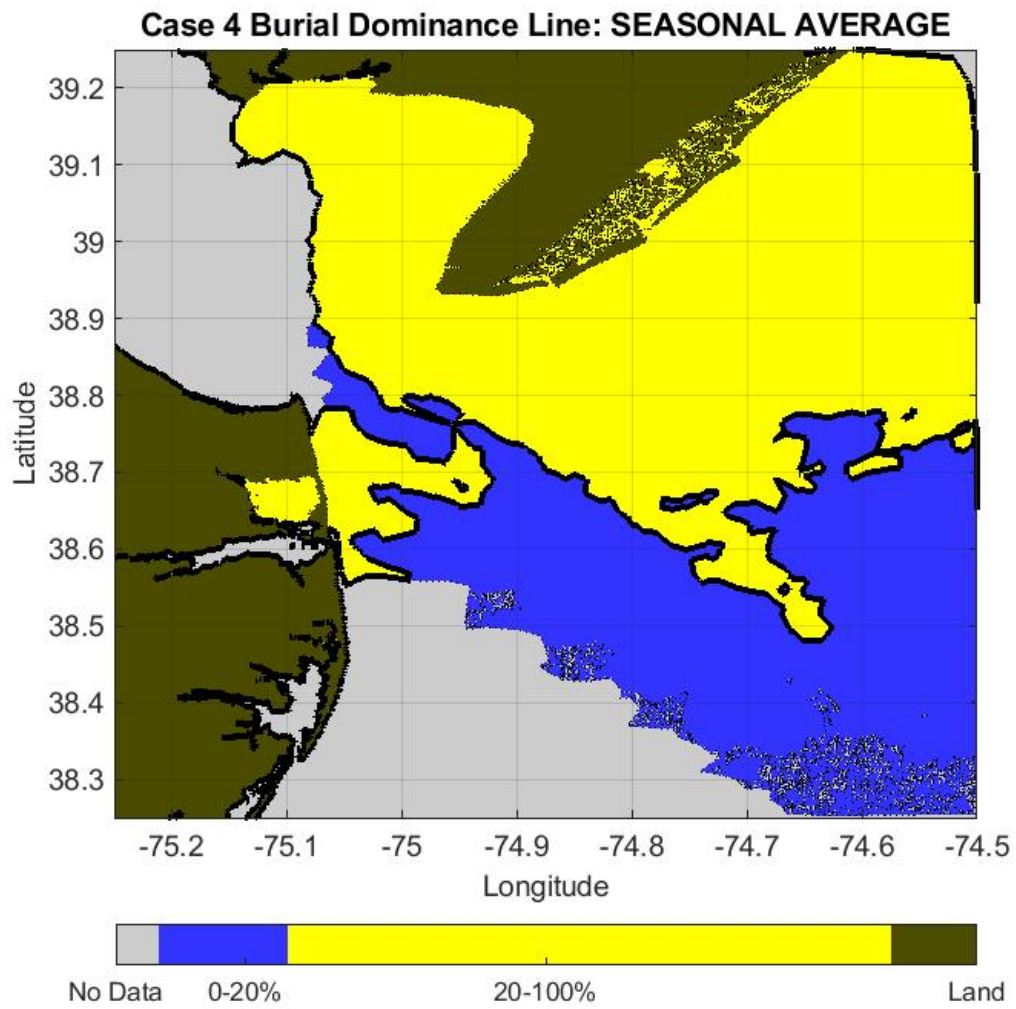 Case 4 Burial Dominance Line: SEASONAL AVERAGE
39.2
39.1
39
38.9
38.8
38.7
38.6
38.5
38.4
38.3
Latitude
-75.2 -75.1 -75 -74.9 -74.8 -74.7 -74.6 -74.5
Longitude
No Data 0-20% 20-100% Land